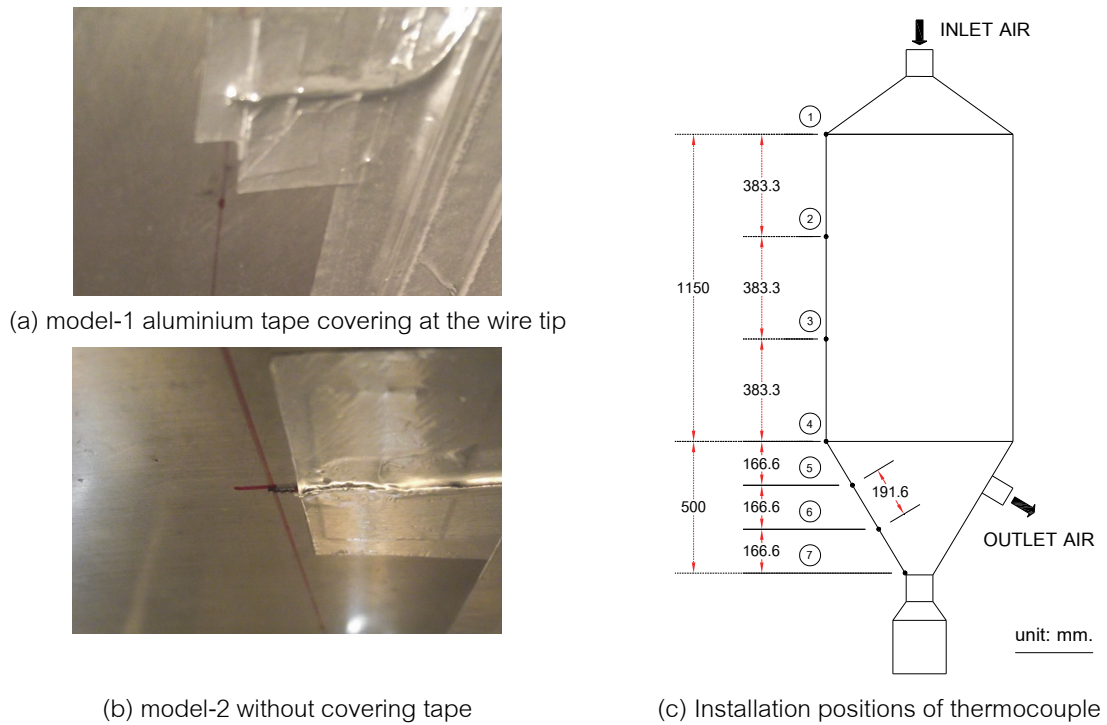 (a) model-1 aluminium tape covering at the wire tip
(b) model-2 without covering tape
INLET AIR
1
383.3
2
383.3
1150
3
383.3
4
166.6
5
191.6
166.6
6
500
OUTLET AIR
166.6
7
unit: mm.
(c) Installation positions of thermocouple